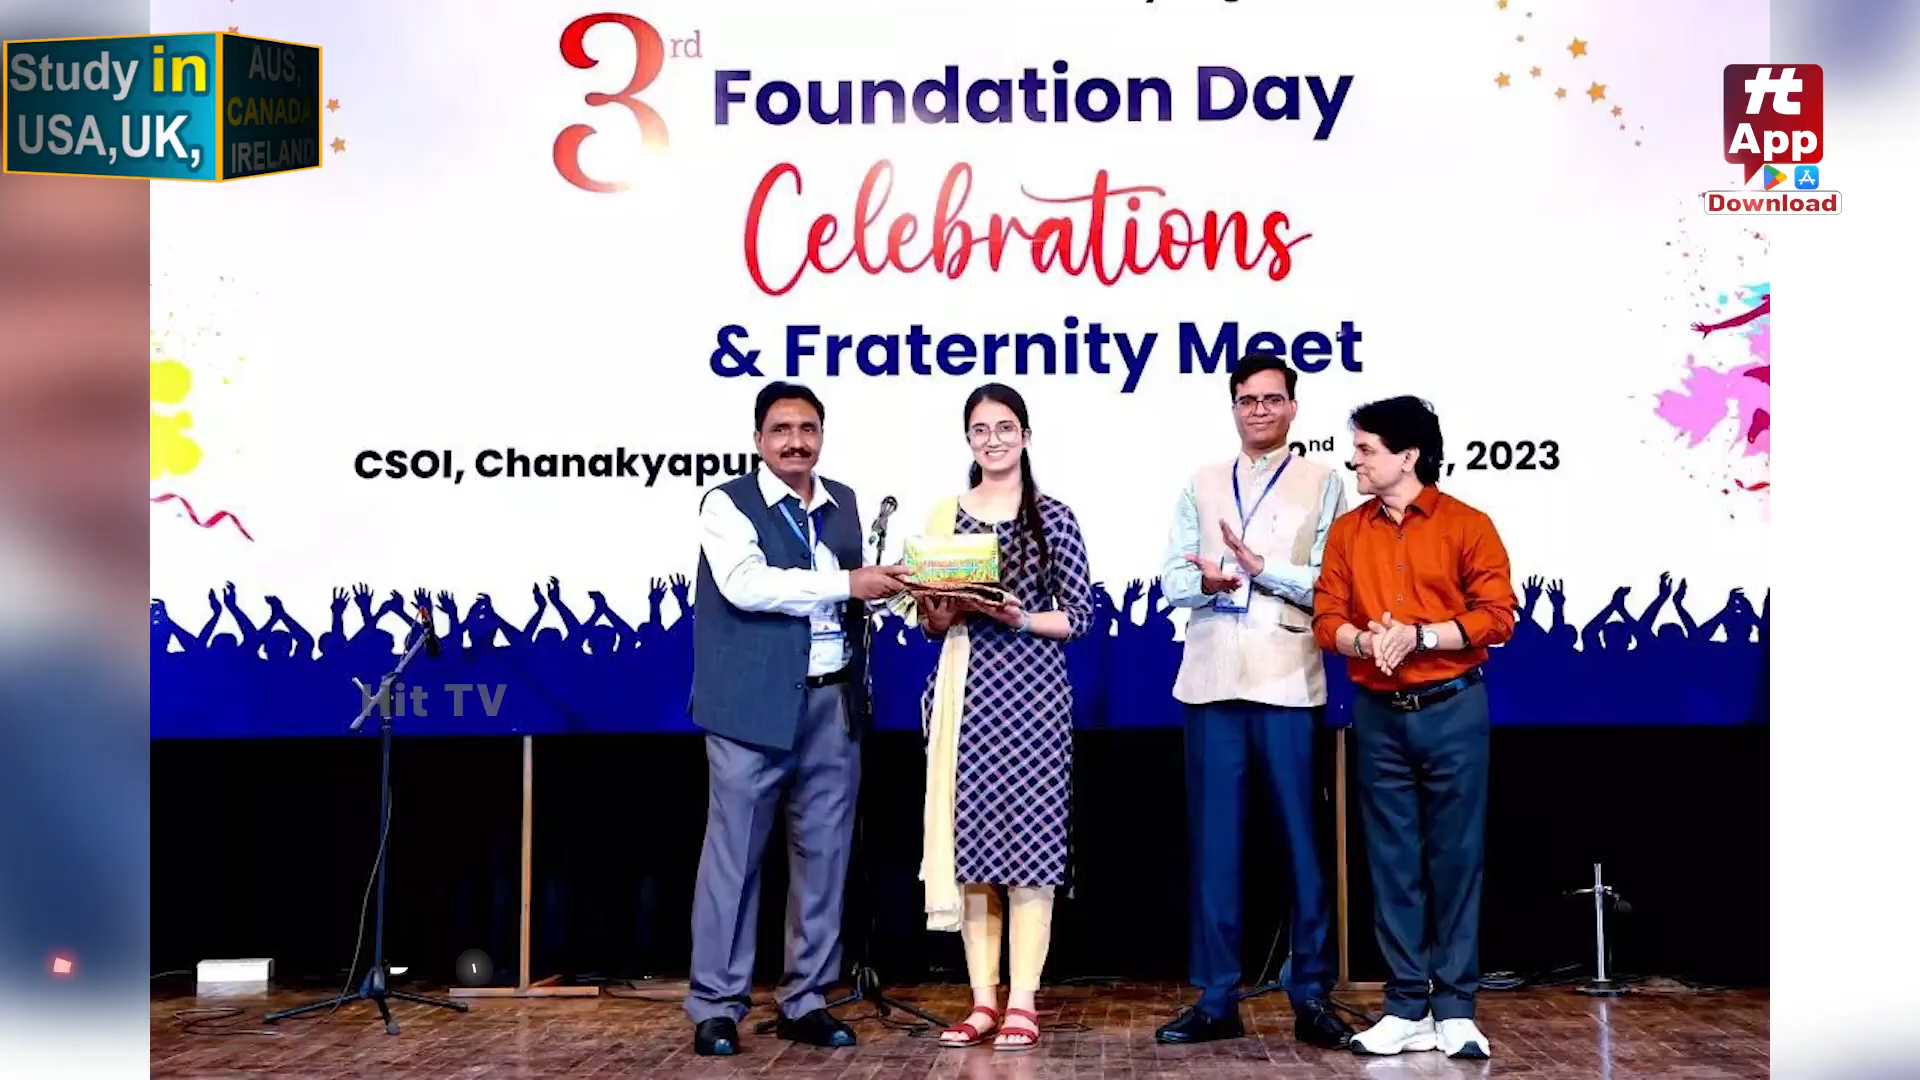 3rd
Foundation Day
Celebrations
& Fraternity Meet
CSOI, Chanakyapur
2nd
, 2023
Study in
USA,UK,
AUS,
CANADA
IRELAND
App
Download
Hit TV